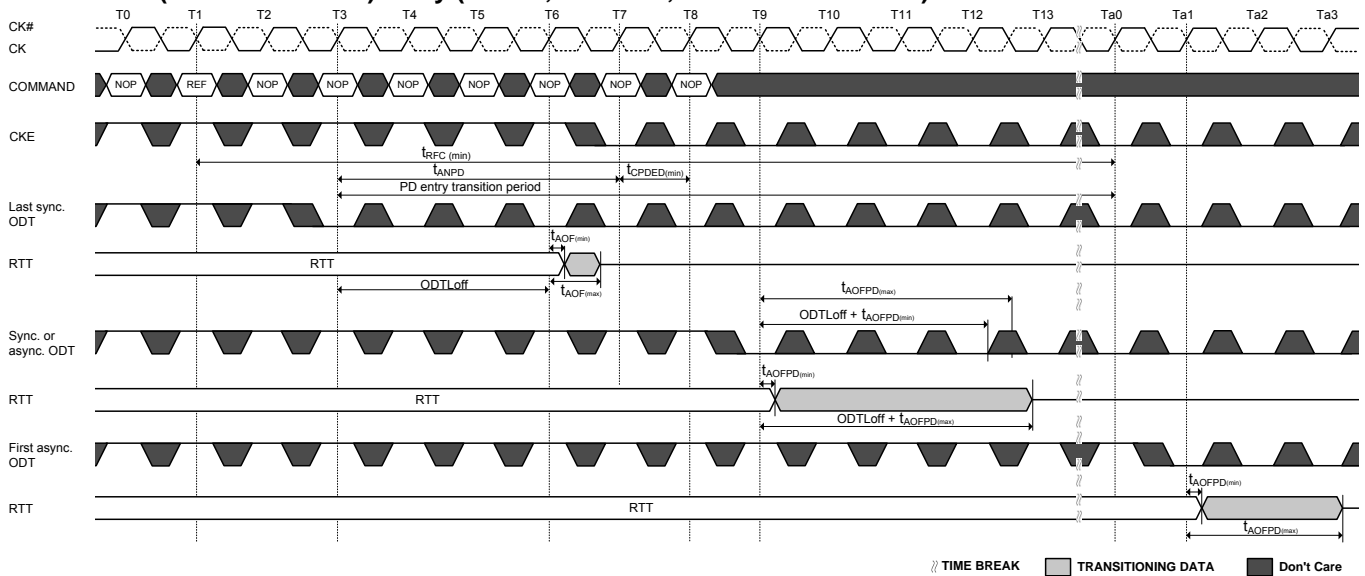 T0 T1 T2 T3 T4 T5 T6 T7 T8 T9 T10 T11 T12 T13 Ta0 Ta1 Ta2 Ta3
CK#
CK
COMMAND
NOP REF NOP NOP NOP NOP NOP NOP NOP
CKE
tRFC (min)
tANPD
tCPDED(min)
PD entry transition period
Last sync.
ODT
tAOF(min)
RTT
RTT
ODTLoff
tAOF(max)
tAOFPD(max)
ODTLoff + tAOFPD(min)
Sync. or
async. ODT
tAOFPD(min)
RTT
RTT
ODTLoff + tAOFPD(max)
First async.
ODT
tAOFPD(min)
RTT
RTT
tAOFPD(max)
TIME BREAK
TRANSITIONING DATA
Don't Care